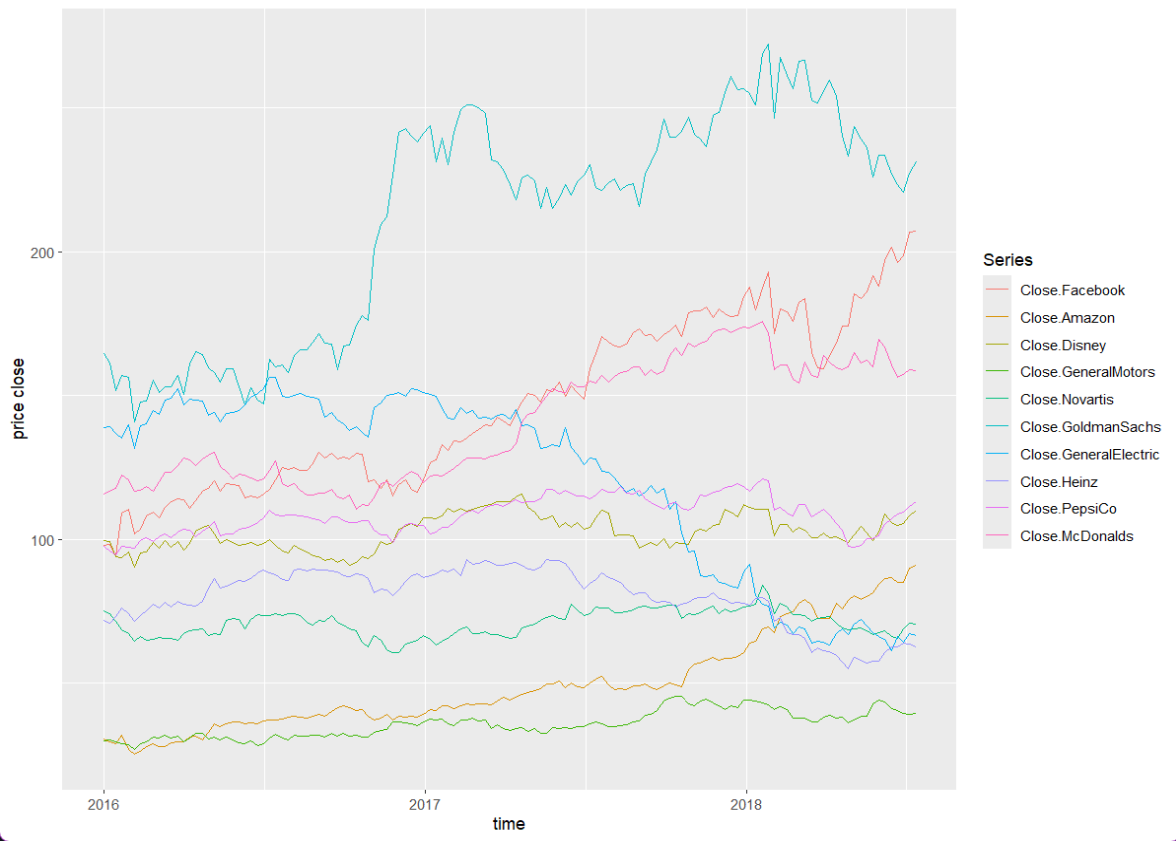 price close
200
100
2016
2017
2018
time
Series
Close.Facebook
Close.Amazon
Close.Disney
Close.GeneralMotors
Close.Novartis
Close.GoldmanSachs
Close.GeneralElectric
Close.Heinz
Close.PepsiCo
Close.McDonalds